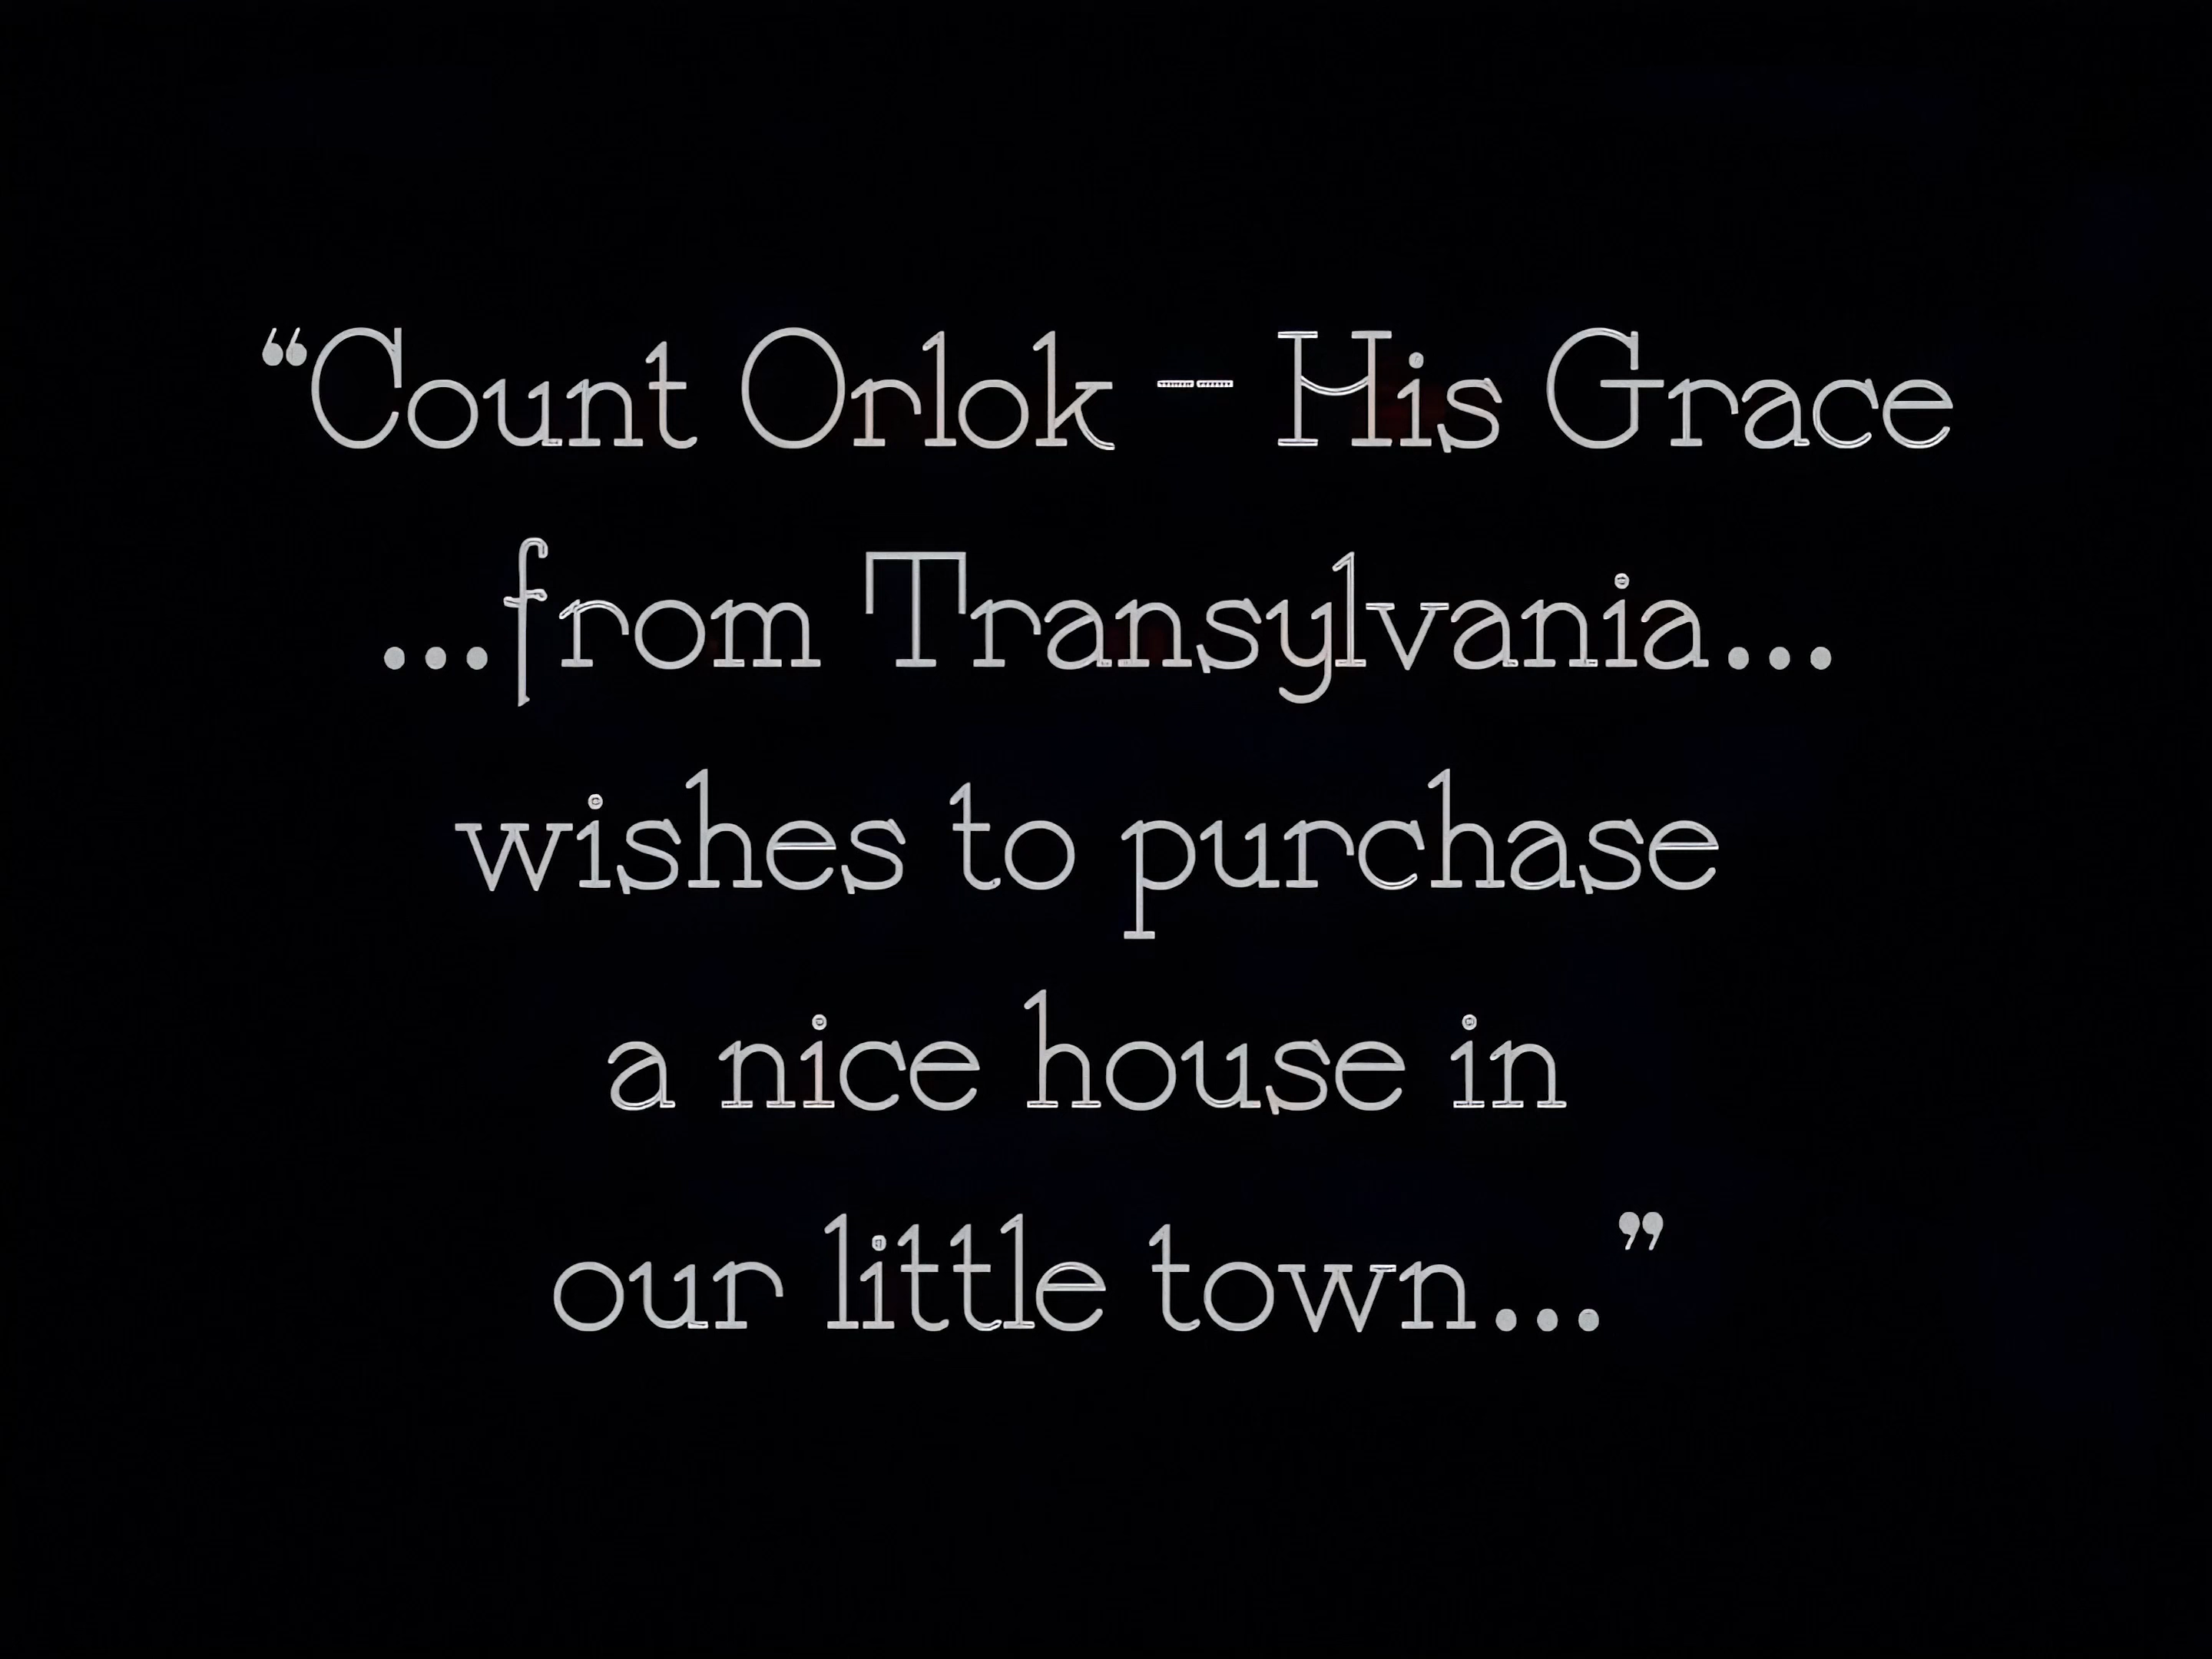 “Count Orlok -- His Grace
...from Transylvania...
wishes to purchase
a nice house in
our little town...”